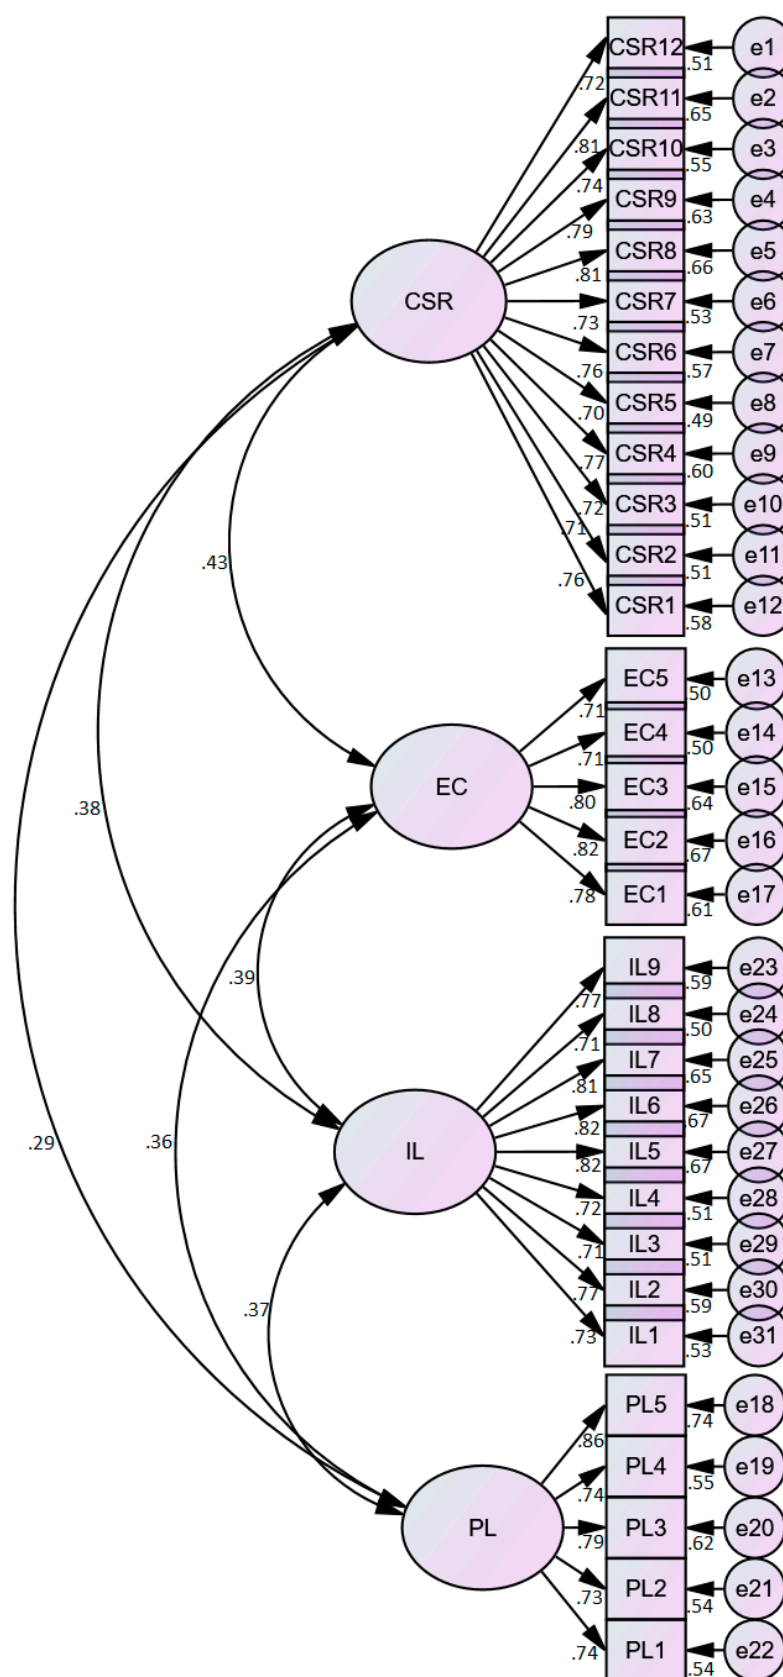 CSR12 .51 e1
.72
CSR11 .65 e2
.81
CSR10 .55 e3
.74
CSR9 .63 e4
.79
CSR8 .66 e5
.81
CSR
CSR7 .53 e6
.73
CSR6 .57 e7
.76
CSR5 .49 e8
.70
CSR4 .60 e9
.77
CSR3 .51 e10
.72
.71
CSR2 .51 e11
.43
.76
CSR1 .58 e12
EC5 .50 e13
.71
EC4 .50 e14
.71
EC
EC3 .64 e15
.80
.38
EC2 .67 e16
.82
EC1 .61 e17
.78
IL9 .59 e23
.39
.77
IL8 .50 e24
.71
IL7 .65 e25
.81
IL6 .67 e26
.82
.29
.36
IL
IL5 .67 e27
.82
IL4 .51 e28
.72
IL3 .51 e29
.71
IL2 .59 e30
.77
.37
IL1 .53 e31
.73
PL5 .74 e18
.86
PL4 .55 e19
.74
PL
PL3 .62 e20
.79
PL2 .54 e21
.73
PL1 .54 e22
.74